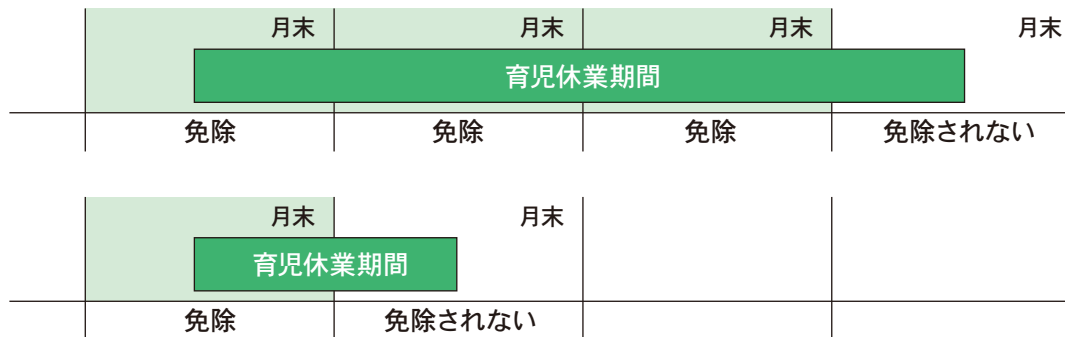 月末 月末 月末 月末
育児休業期間
免除 免除 免除 免除されない
月末 月末
育児休業期間
免除 免除されない